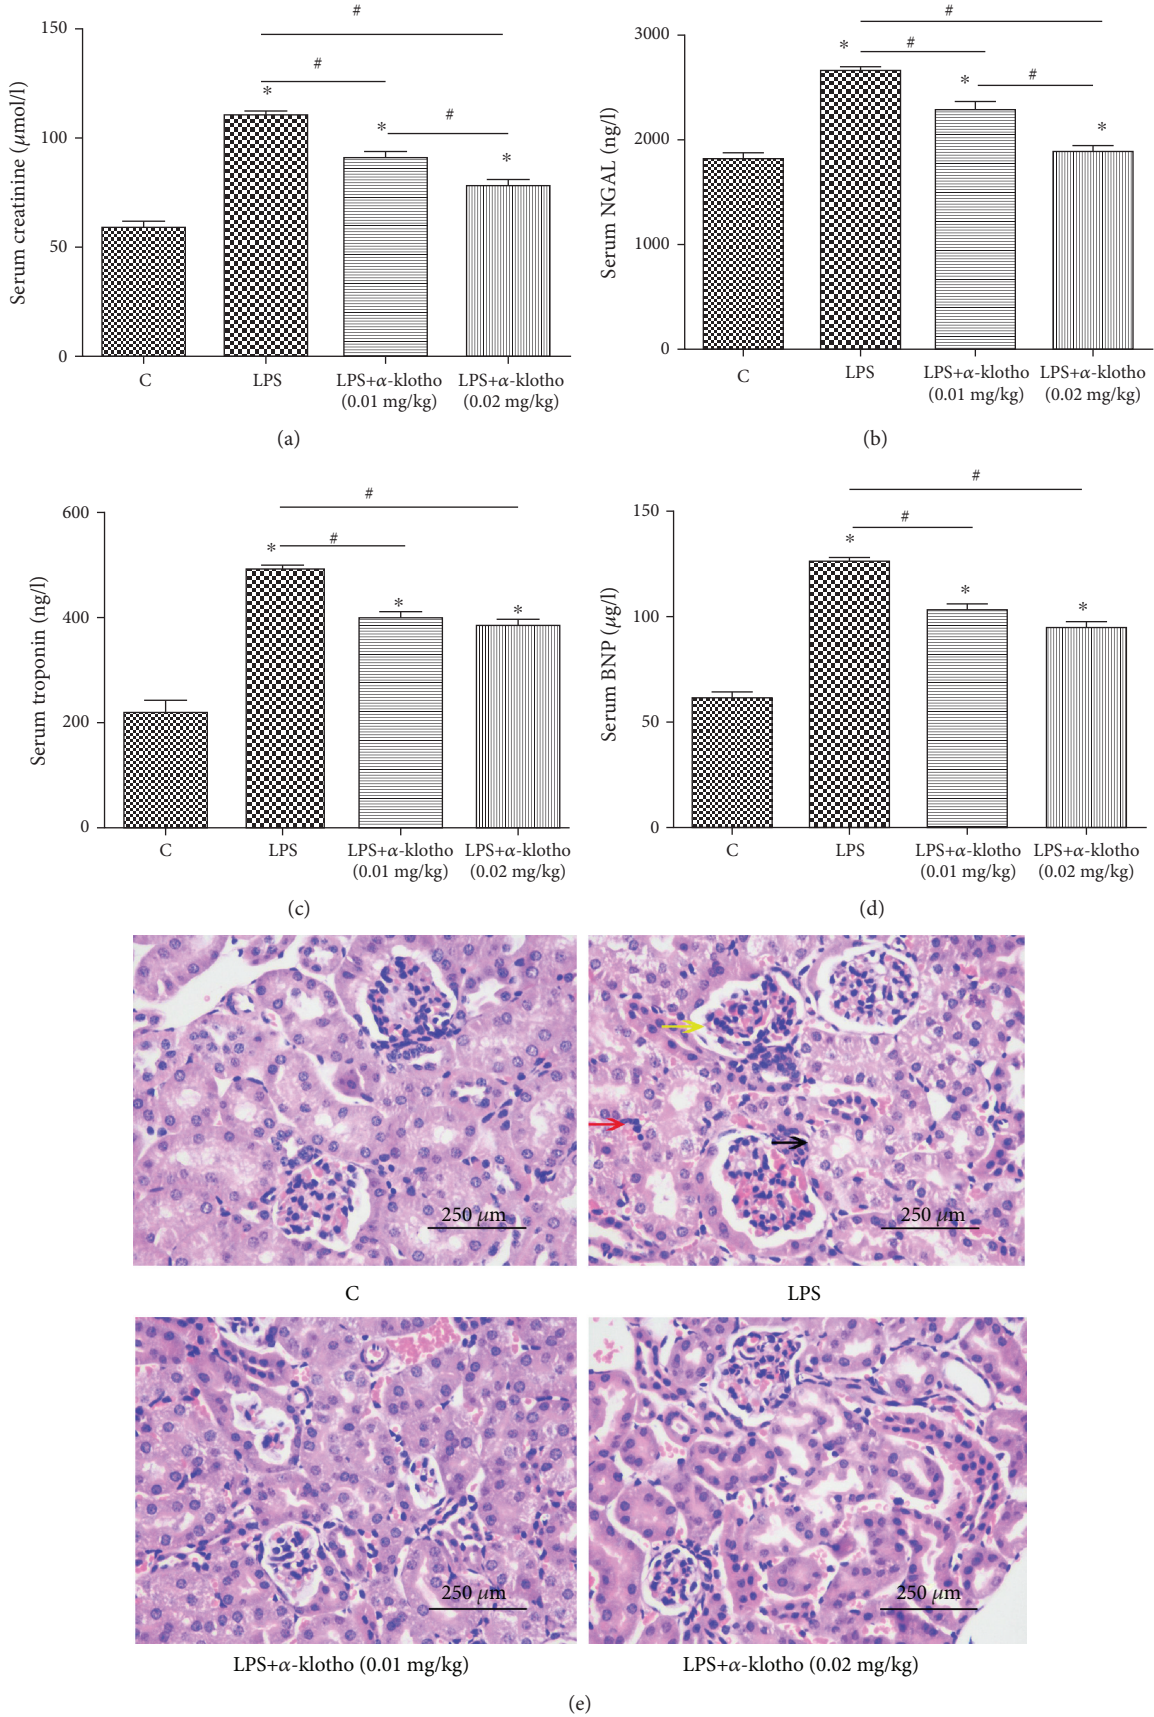 #
150
#
*
#
100
*
*
50
0
Serum creatinine (μmol/l)
C
LPS
LPS+α-klotho
(0.01 mg/kg)
LPS+α-klotho
(0.02 mg/kg)
(a)
#
3000
*
#
*
#
2000
*
1000
0
Serum NGAL (ng/l)
C
LPS
LPS+α-klotho
(0.01 mg/kg)
LPS+α-klotho
(0.02 mg/kg)
(b)
#
600
*
#
*
*
400
200
0
Serum troponin (ng/l)
C
LPS
LPS+α-klotho
(0.01 mg/kg)
LPS+α-klotho
(0.02 mg/kg)
(c)
#
150
#
*
*
*
100
50
0
Serum BNP (μg/l)
C
LPS
LPS+α-klotho
(0.01 mg/kg)
LPS+α-klotho
(0.02 mg/kg)
(d)
250 μm
250 μm
C
LPS
250 μm
250 μm
LPS+α-klotho (0.01 mg/kg)
LPS+α-klotho (0.02 mg/kg)
(e)